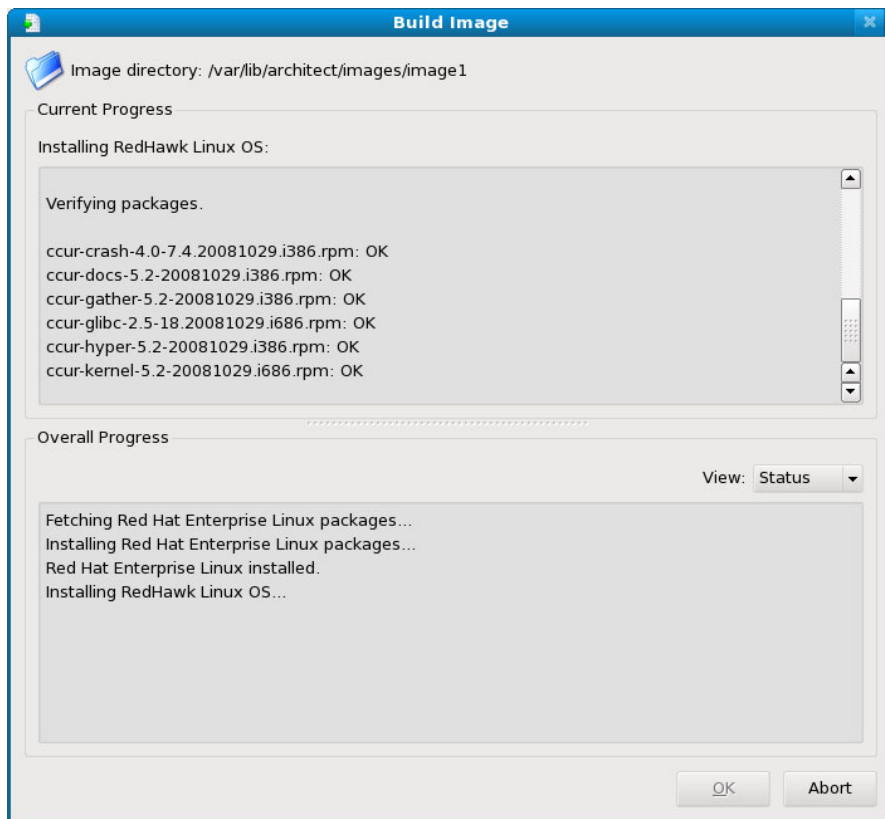 Build Image
Image directory: /var/lib/architect/images/image1
Current Progress
Installing RedHawk Linux OS:
Verifying packages.
ccur-crash-4.0-7.4.20081029.i386.rpm: OK
ccur-docs-5.2-20081029.i386.rpm: OK
ccur-gather-5.2-20081029.i386.rpm: OK
ccur-glibc-2.5-18.20081029.i686.rpm: OK
ccur-hyper-5.2-20081029.i386.rpm: OK
ccur-kernel-5.2-20081029.i686.rpm: OK
Overall Progress
View: Status
Fetching Red Hat Enterprise Linux packages...
Installing Red Hat Enterprise Linux packages...
Red Hat Enterprise Linux installed.
Installing RedHawk Linux OS...
OK Abort